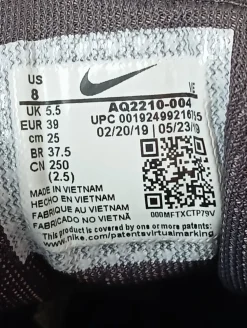 US
8
UK 5.5
EUR 39
cm 25
BR 37.5
CN 250
(2.5)
AQ2210-004
UPC 00192499216715
02/20/19 05/23/19
000MFTXCTP79V
MADE IN VIETNAM
HECHO EN VIETNAM
FABRIQUE AU VIETNAM
FABRICADO NO VIETNÃ
This product is covered by one or more patents:
www.nike.com/patentsvirtualmarking